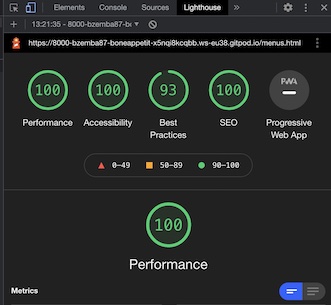 Elements Console Sources Lighthouse
13:21:35 - 8000-bzemba87-b
https://8000-bzemba87-boneappetit-x5nqi8kcqbb.ws-eu38.gitpod.io/menus.html
100 100 93 100 PWA
Performance Accessibility Best Practices SEO Progressive Web App
0–49 50–89 90–100
100
Performance
Metrics